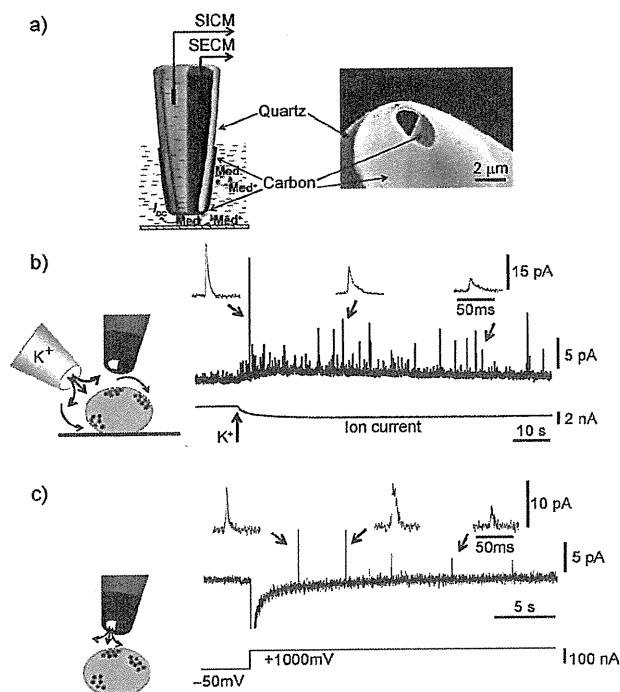 a)
SICM
SECM
Quartz
Carbon
Med
Med+
IDC
Med
Med+
2 µm
b)
15 pA
50ms
K+
5 pA
2 nA
K+
Ion current
10 s
c)
10 pA
50ms
5 pA
5 s
+1000mV
100 nA
−50mV